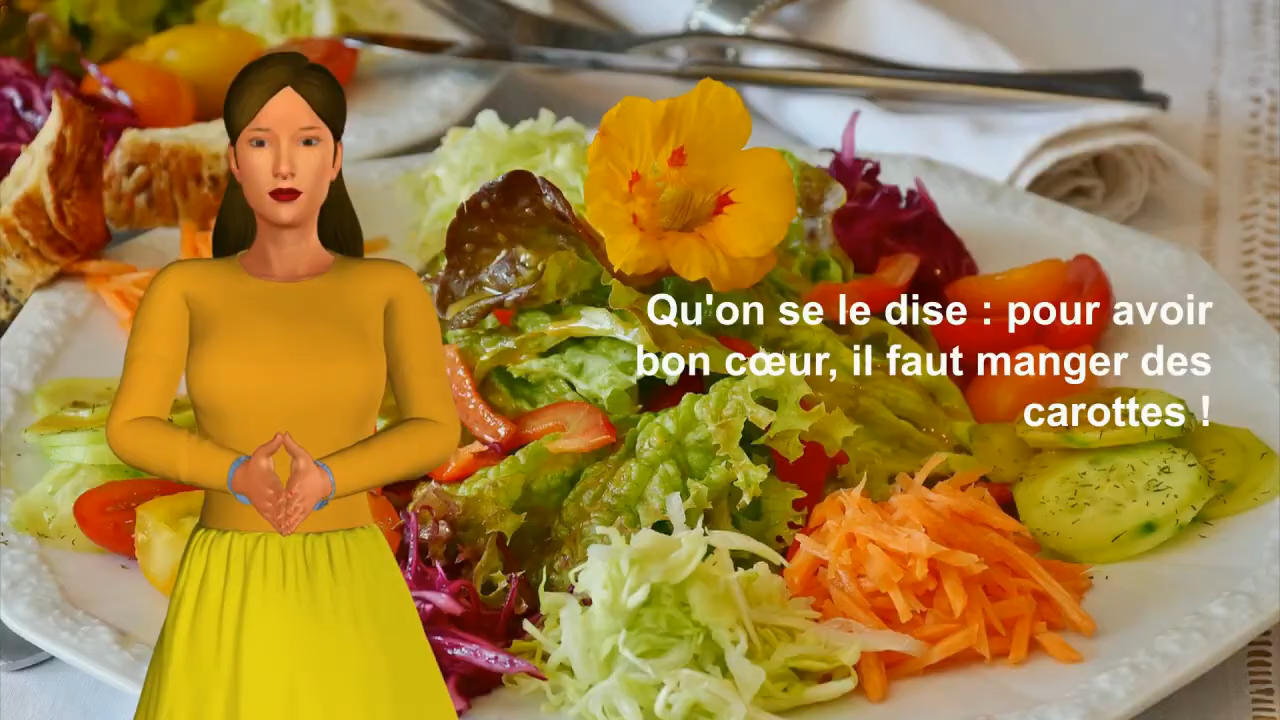 Qu'on se le dise : pour avoir
bon cœur, il faut manger des
carottes !